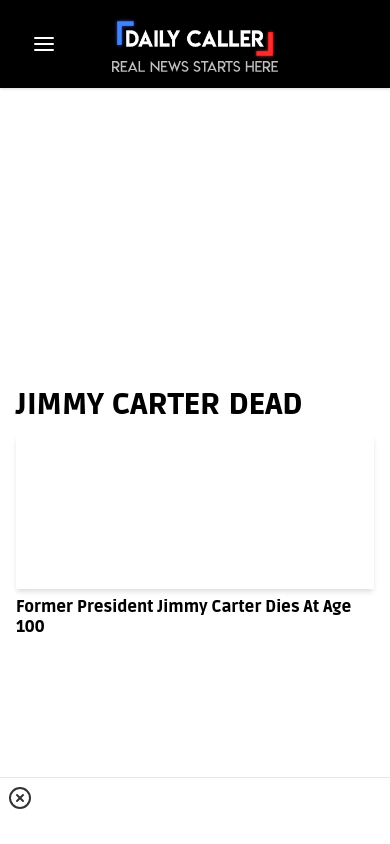 DAILY CALLER
REAL NEWS STARTS HERE
JIMMY CARTER DEAD
Former President Jimmy Carter Dies At Age
100